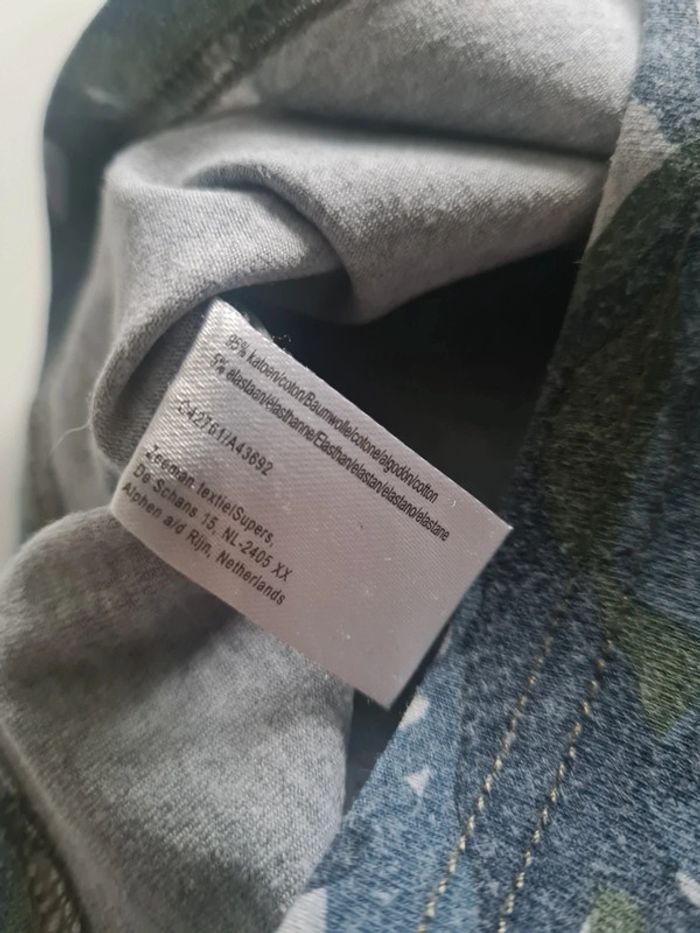 95% katoen/coton/Baumwolle/cotone/algodón/cotton
5% elastaan/élasthanne/Elasthan/elastan/elastano/elastane
C42761/A43692
Zeeman textielSupers,
De Schans 15, NL-2405 XX
Alphen a/d Rijn, Netherlands